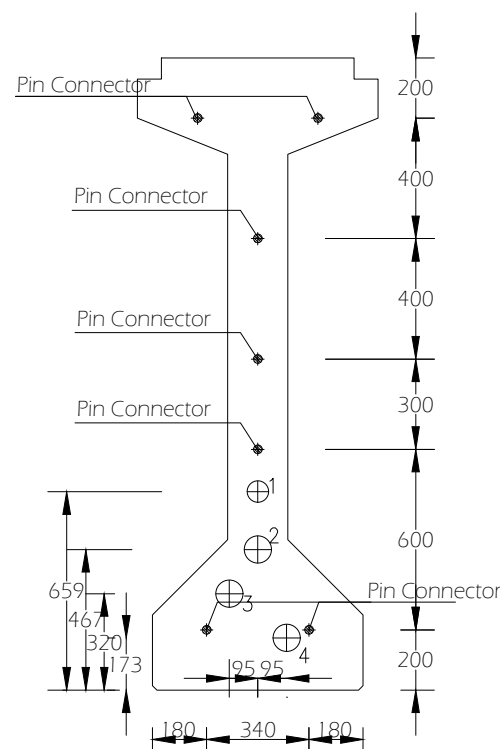 Pin Connector
200
400
Pin Connector
400
Pin Connector
300
Pin Connector
1
2
600
659
Pin Connector
467
3
320
4
173
95 95
200
180 340 180